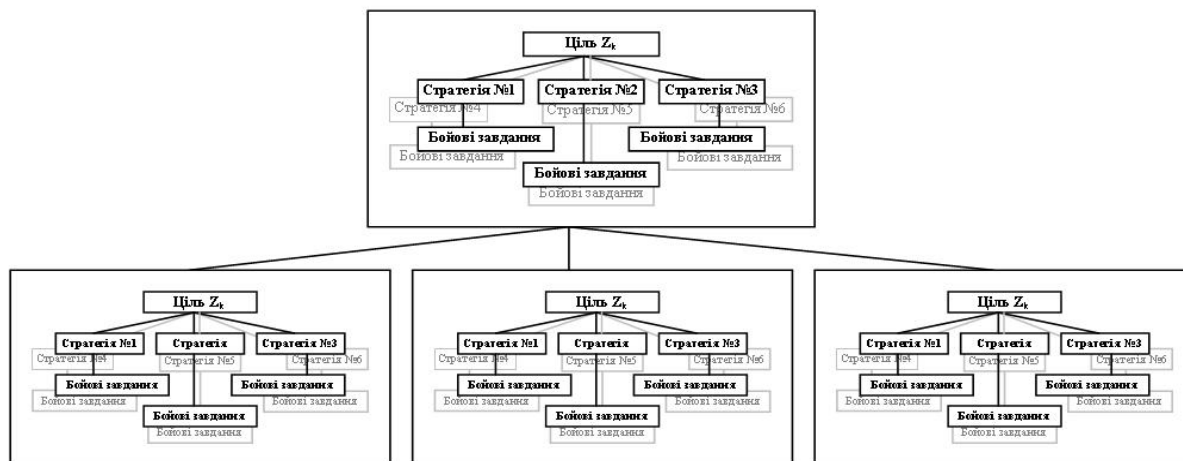 Ціль Zk
Стратегія №1 Стратегія №2 Стратегія №3
Стратегія №4 Стратегія №5 Стратегія №6
Бойові завдання Бойові завдання
Бойові завдання Бойові завдання
Бойові завдання
Бойові завдання
Ціль Zk
Стратегія №1 Стратегія Стратегія №3
Стратегія №4 Стратегія №5 Стратегія №6
Бойові завдання Бойові завдання
Бойові завдання Бойові завдання
Бойові завдання
Бойові завдання
Ціль Zk
Стратегія №1 Стратегія Стратегія №3
Стратегія №4 Стратегія №5 Стратегія №6
Бойові завдання Бойові завдання
Бойові завдання Бойові завдання
Бойові завдання
Бойові завдання
Ціль Zk
Стратегія №1 Стратегія Стратегія №3
Стратегія №4 Стратегія №5 Стратегія №6
Бойові завдання Бойові завдання
Бойові завдання Бойові завдання
Бойові завдання
Бойові завдання